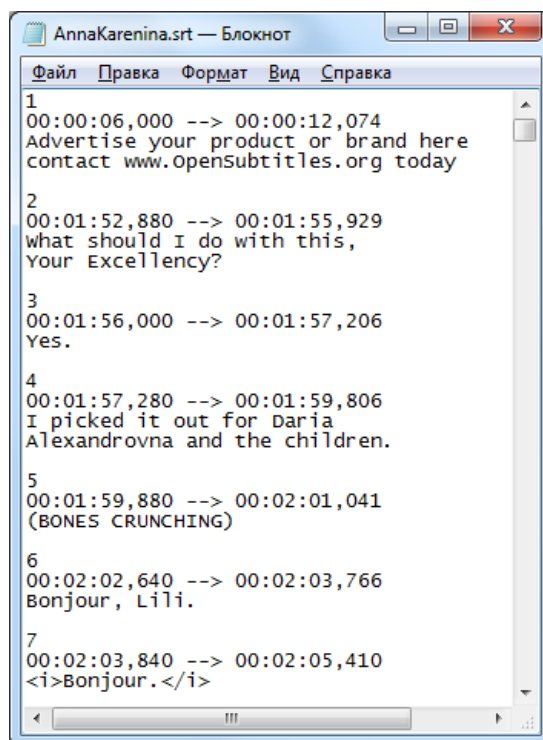 AnnaKarenina.srt — Блокнот
Файл Правка Формат Вид Справка
1
00:00:06,000 --> 00:00:12,074
Advertise your product or brand here
contact www.OpenSubtitles.org today

2
00:01:52,880 --> 00:01:55,929
What should I do with this,
Your Excellency?

3
00:01:56,000 --> 00:01:57,206
Yes.

4
00:01:57,280 --> 00:01:59,806
I picked it out for Daria
Alexandrovna and the children.

5
00:01:59,880 --> 00:02:01,041
(BONES CRUNCHING)

6
00:02:02,640 --> 00:02:03,766
Bonjour, Lili.

7
00:02:03,840 --> 00:02:05,410
<i>Bonjour.</i>